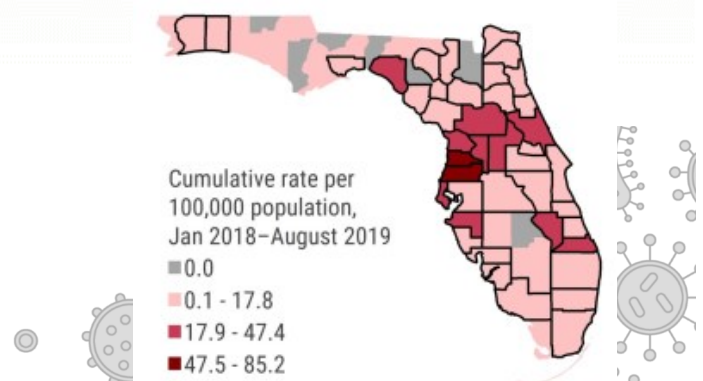 Cumulative rate per
100,000 population,
Jan 2018–August 2019
0.0
0.1 - 17.8
17.9 - 47.4
47.5 - 85.2